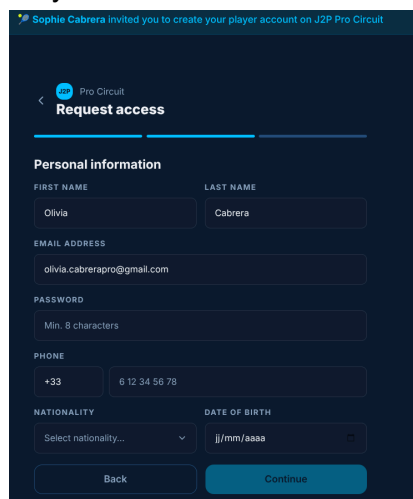 Sophie Cabrera invited you to create your player account on J2P Pro Circuit
J2P Pro Circuit
Request access
Personal information
FIRST NAME LAST NAME
Olivia Cabrera
EMAIL ADDRESS
olivia.cabrerapro@gmail.com
PASSWORD
Min. 8 characters
PHONE
+33 6 12 34 56 78
NATIONALITY DATE OF BIRTH
Select nationality... jj/mm/aaaa
Back Continue